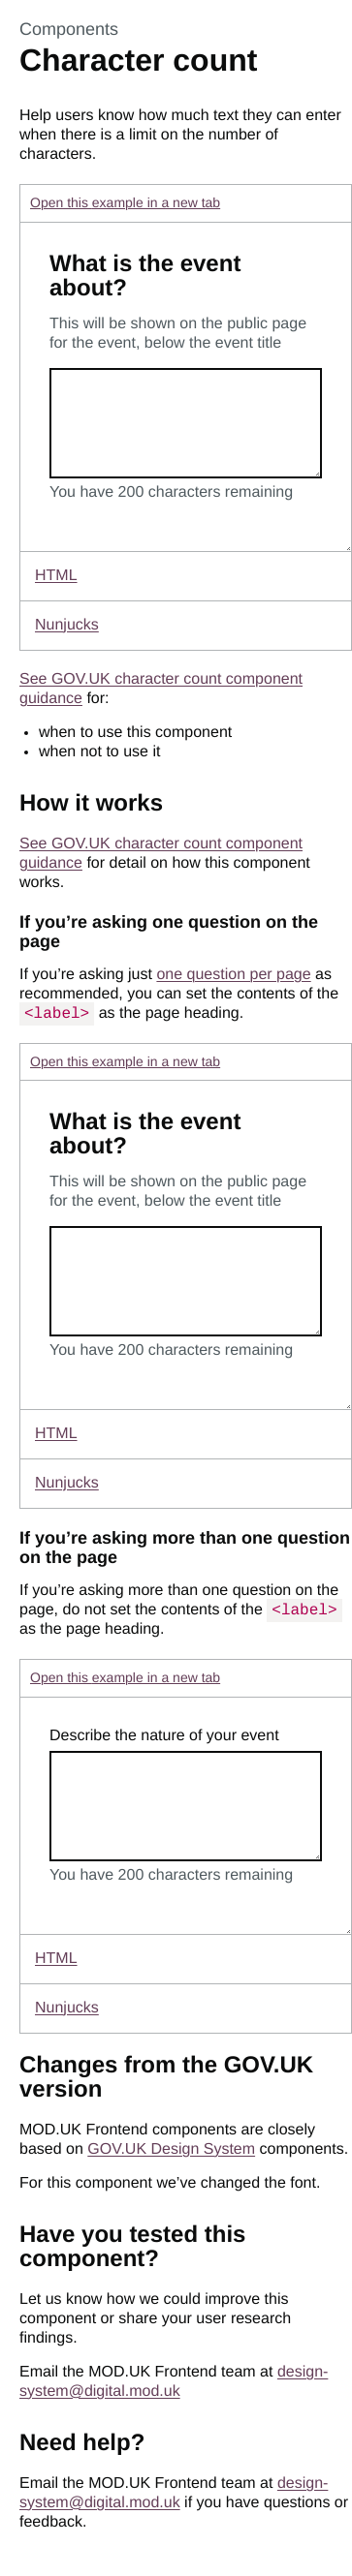 Components
Character count
Help users know how much text they can enter
when there is a limit on the number of
characters.
Open this example in a new tab
What is the event
about?
This will be shown on the public page
for the event, below the event title
You have 200 characters remaining
HTML
Nunjucks
See GOV.UK character count component
guidance for:
• when to use this component
• when not to use it
How it works
See GOV.UK character count component
guidance for detail on how this component
works.
If you’re asking one question on the
page
If you’re asking just one question per page as
recommended, you can set the contents of the
<label> as the page heading.
Open this example in a new tab
What is the event
about?
This will be shown on the public page
for the event, below the event title
You have 200 characters remaining
HTML
Nunjucks
If you’re asking more than one question
on the page
If you’re asking more than one question on the
page, do not set the contents of the <label>
as the page heading.
Open this example in a new tab
Describe the nature of your event
You have 200 characters remaining
HTML
Nunjucks
Changes from the GOV.UK
version
MOD.UK Frontend components are closely
based on GOV.UK Design System components.
For this component we’ve changed the font.
Have you tested this
component?
Let us know how we could improve this
component or share your user research
findings.
Email the MOD.UK Frontend team at design-
system@digital.mod.uk
Need help?
Email the MOD.UK Frontend team at design-
system@digital.mod.uk if you have questions or
feedback.